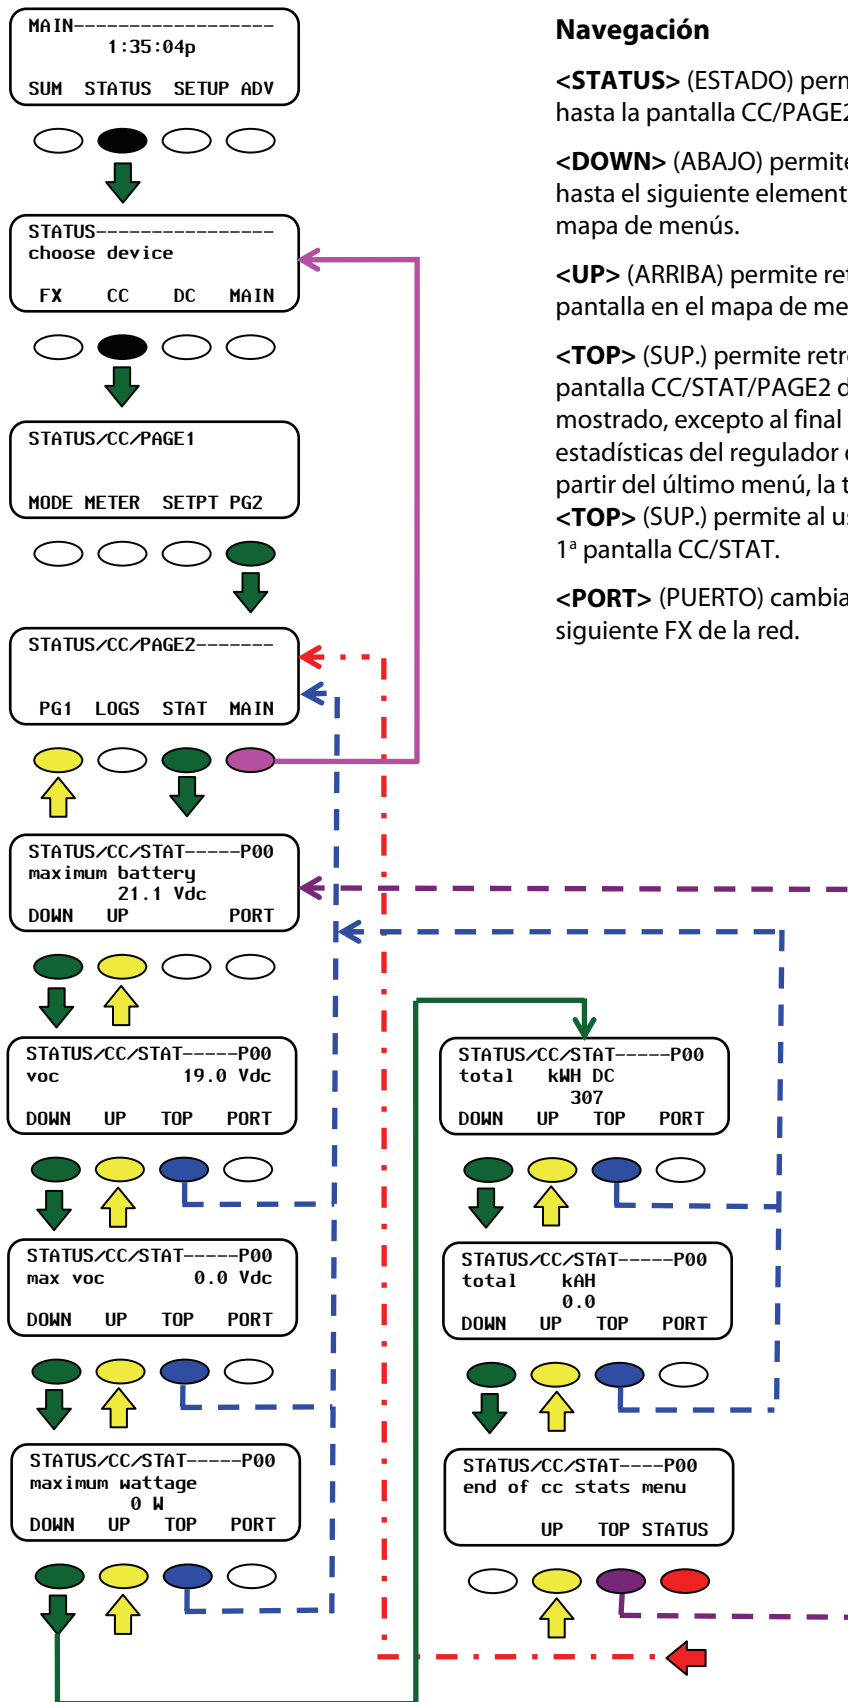 MAIN------------------
1:35:04p
SUM STATUS SETUP ADV
STATUS----------------
choose device
FX CC DC MAIN
STATUS/CC/PAGE1
MODE METER SETPT PG2
STATUS/CC/PAGE2-------
PG1 LOGS STAT MAIN
STATUS/CC/STAT-----P00
maximum battery
21.1 Vdc
DOWN UP PORT
STATUS/CC/STAT-----P00
voc 19.0 Vdc
DOWN UP TOP PORT
STATUS/CC/STAT-----P00
max voc 0.0 Vdc
DOWN UP TOP PORT
STATUS/CC/STAT-----P00
maximum wattage
0 W
DOWN UP TOP PORT
Navegación
<STATUS> (ESTADO) perm
hasta la pantalla CC/PAGE2
<DOWN> (ABAJO) permite
hasta el siguiente element
mapa de menús.
<UP> (ARRIBA) permite ret
pantalla en el mapa de me
<TOP> (SUP.) permite retro
pantalla CC/STAT/PAGE2 d
mostrado, excepto al final
estadísticas del regulador
partir del último menú, la t
<TOP> (SUP.) permite al us
1ª pantalla CC/STAT.
<PORT> (PUERTO) cambia
siguiente FX de la red.
STATUS/CC/STAT-----P00
total kWH DC
307
DOWN UP TOP PORT
STATUS/CC/STAT-----P00
total kAH
0.0
DOWN UP TOP PORT
STATUS/CC/STAT----P00
end of cc stats menu
UP TOP STATUS